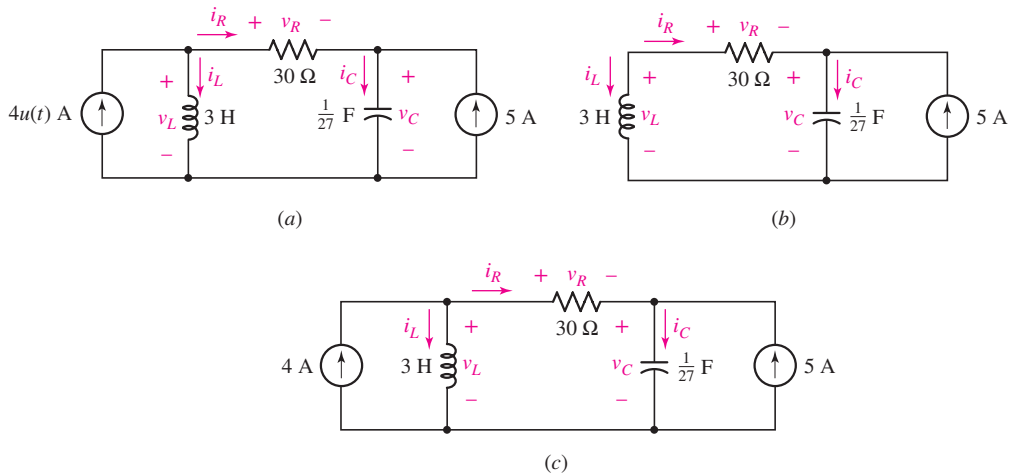 i_R + v_R −
30 Ω
+ i_L i_C +
4u(t) A v_L 3 H 1/27 F v_C 5 A
− −
(a)
i_R + v_R −
30 Ω
i_L + + i_C
3 H v_L v_C 1/27 F 5 A
− −
(b)
i_R + v_R −
30 Ω
i_L + + i_C
4 A 3 H v_L v_C 1/27 F 5 A
− −
(c)